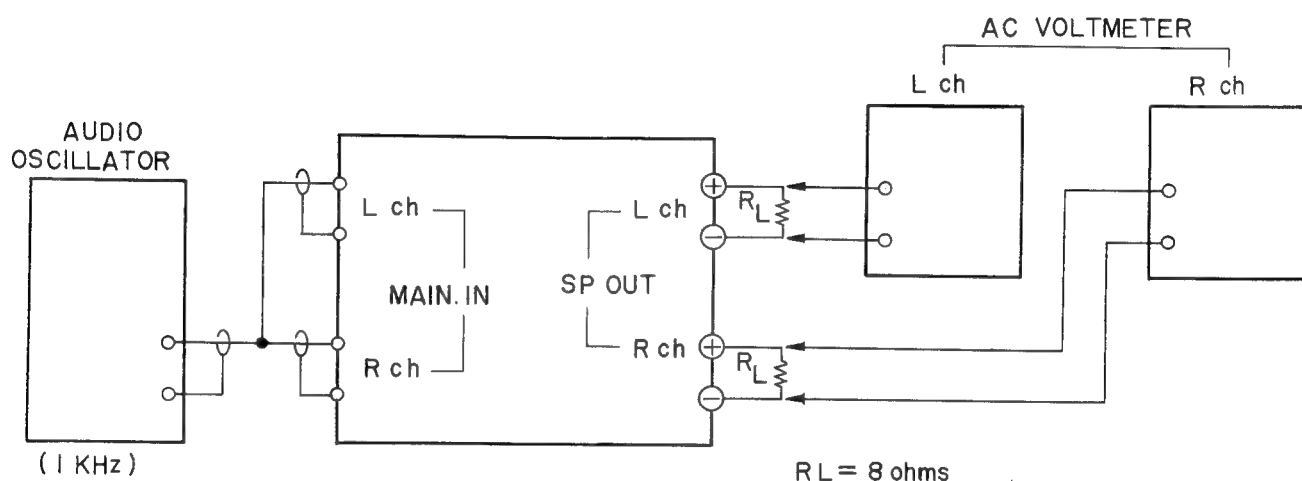 AC VOLTMETER
L ch
R ch
AUDIO
OSCILLATOR
L ch
MAIN. IN
R ch
L ch
SP OUT
R ch
+
−
+
−
RL
RL
(1 KHz)
RL = 8 ohms